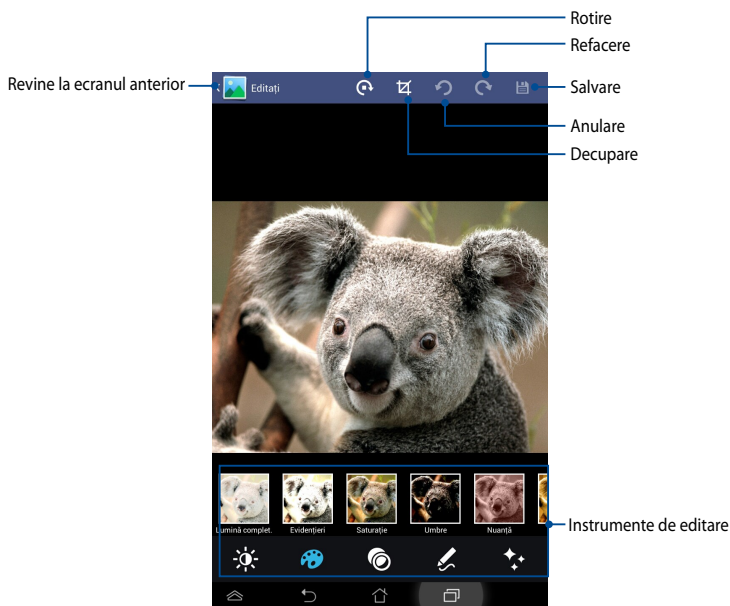 Rotire
Refacere
Revine la ecranul anterior
Editați
Salvare
Anulare
Decupare
Lumină complet.
Evidențieri
Saturație
Umbre
Nuanță
Instrumente de editare